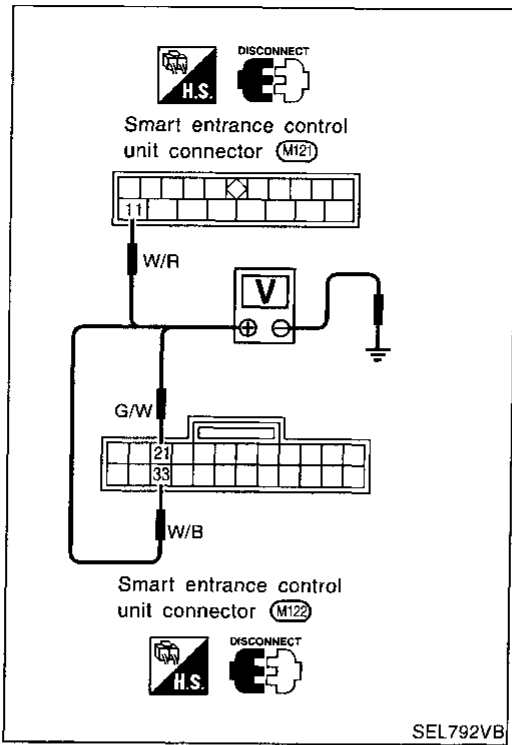 DISCONNECT
H.S.
Smart entrance control
unit connector M121
11
W/R
V
G/W
21
33
W/B
Smart entrance control
unit connector M122
DISCONNECT
H.S.
SEL792VB